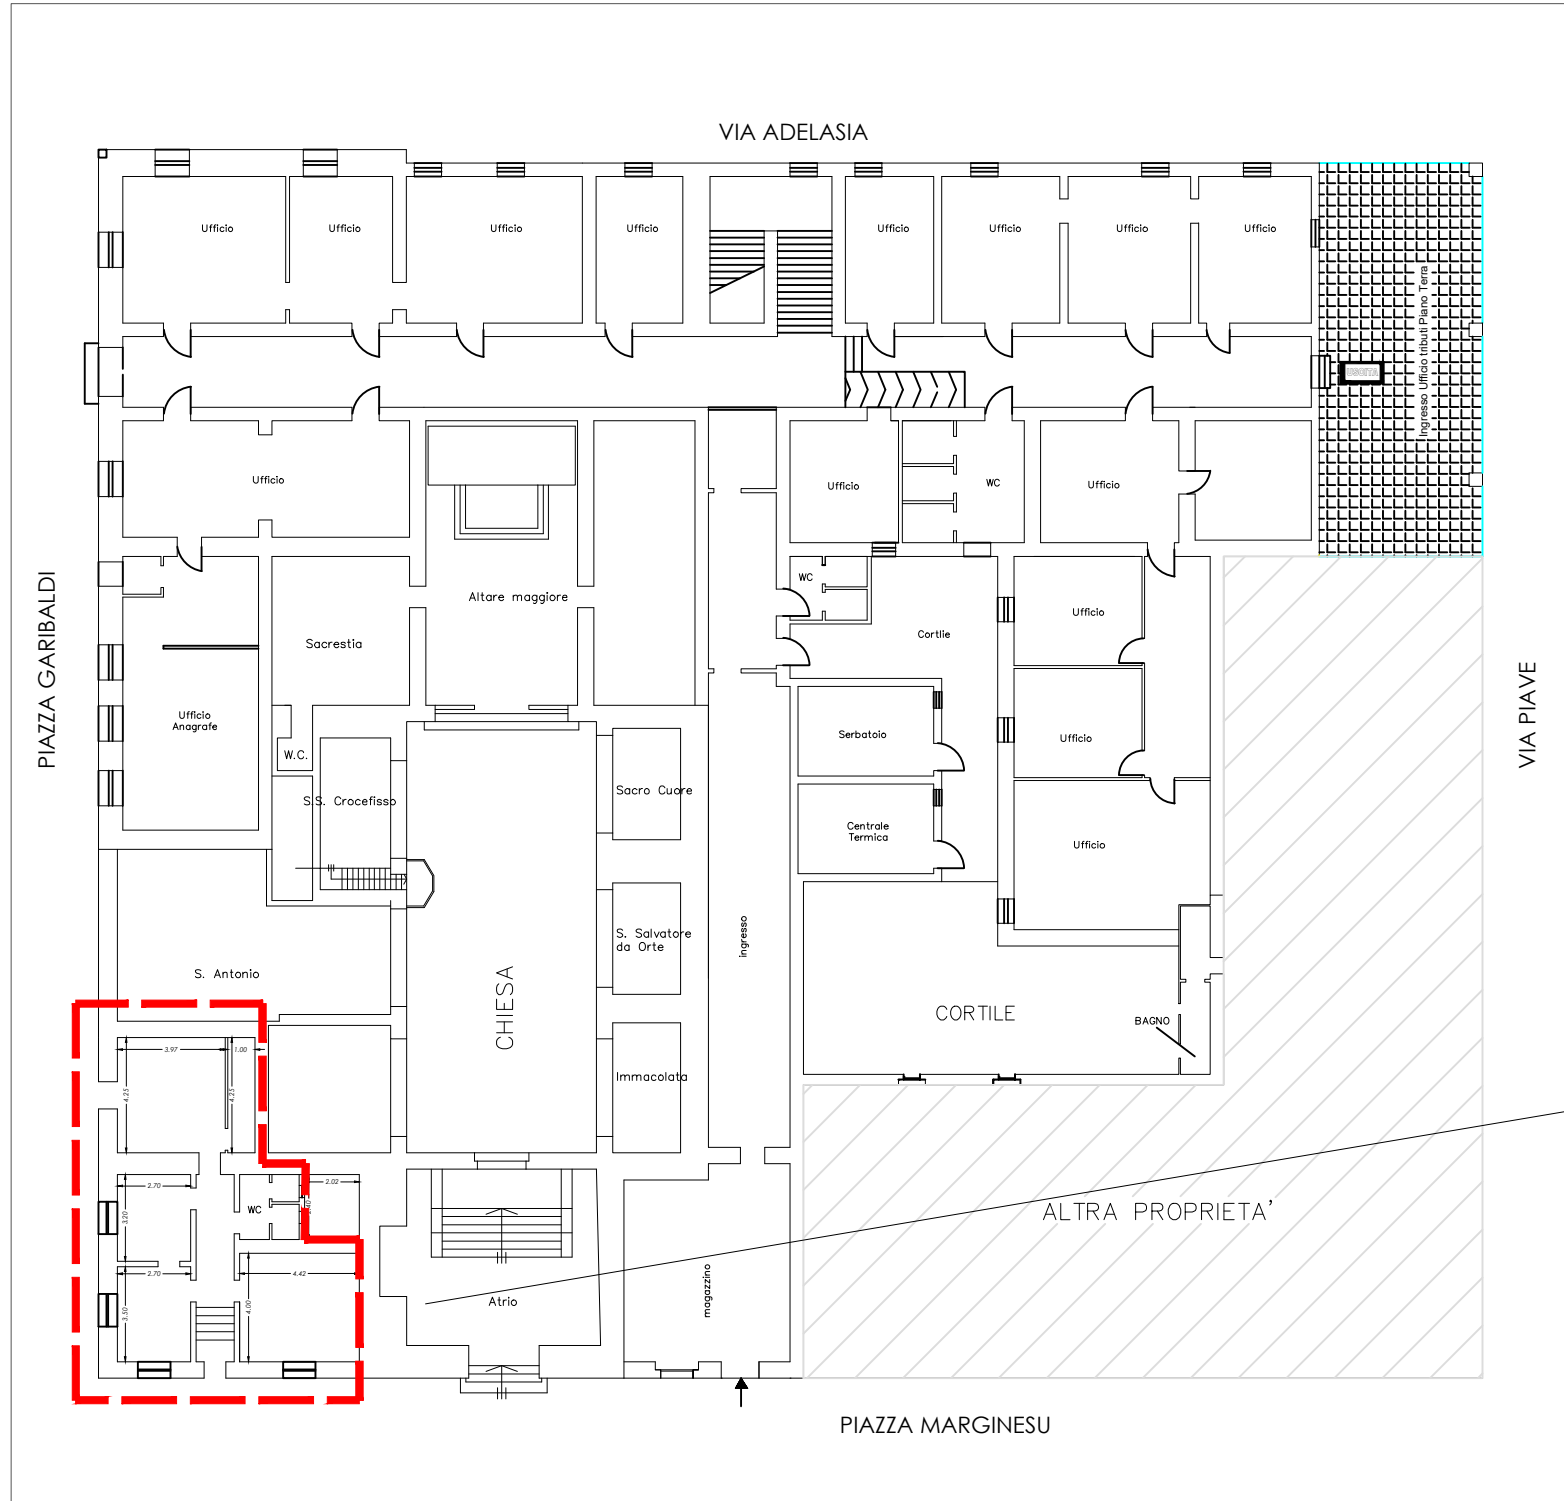 VIA ADELASIA
Ufficio
Ufficio
Ufficio
Ufficio
Ufficio
Ufficio
Ufficio
Ufficio
Ingresso Ufficio tributi Piano Terra
USCITA
Ufficio
Ufficio
WC
Ufficio
PIAZZA GARIBALDI
Altare maggiore
WC
Ufficio
Cortlie
Sacrestia
VIA PIAVE
Ufficio
Anagrafe
Serbatoio
Ufficio
W.C.
S.S. Crocefisso
Sacro Cuore
Centrale
Termica
Ufficio
S. Salvatore
da Orte
ingresso
S. Antonio
CHIESA
CORTILE
BAGNO
3.97
1.00
4.25
4.25
Immacolata
2.70
3.20
WC
2.02
2.40
ALTRA PROPRIETA'
2.70
3.50
4.42
4.00
Atrio
magazzino
PIAZZA MARGINESU